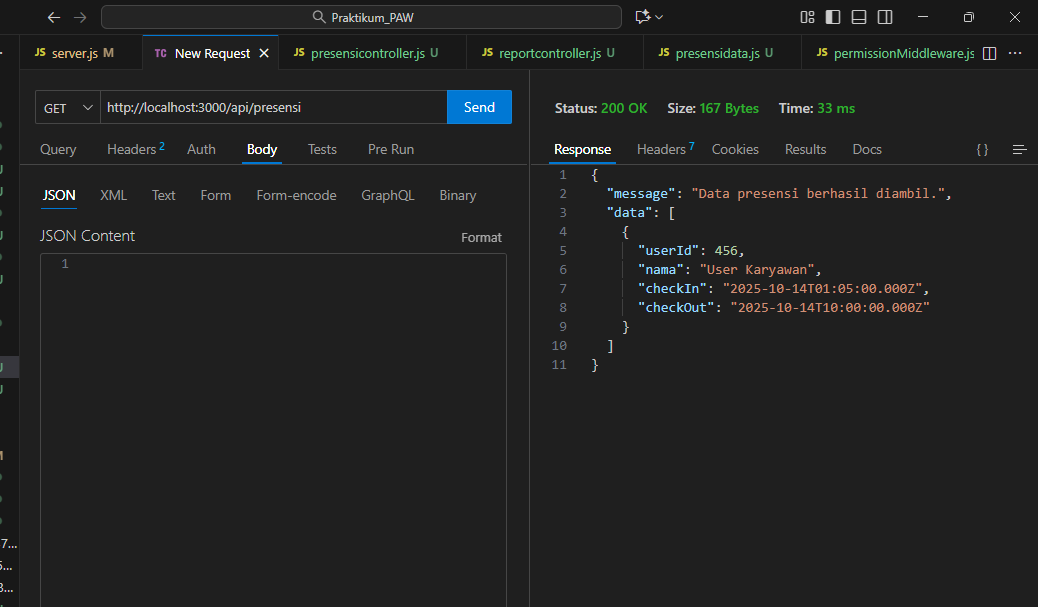 Praktikum_PAW
JS server.js M
TC New Request
JS presensicontroller.js U
JS reportcontroller.js U
JS presensidata.js U
JS permissionMiddleware.js
GET http://localhost:3000/api/presensi Send
Query Headers 2 Auth Body Tests Pre Run
JSON XML Text Form Form-encode GraphQL Binary
JSON Content Format
1
Status: 200 OK Size: 167 Bytes Time: 33 ms
Response Headers 7 Cookies Results Docs { }
1 {
2 "message": "Data presensi berhasil diambil.",
3 "data": [
4 {
5 "userId": 456,
6 "nama": "User Karyawan",
7 "checkIn": "2025-10-14T01:05:00.000Z",
8 "checkOut": "2025-10-14T10:00:00.000Z"
9 }
10 ]
11 }